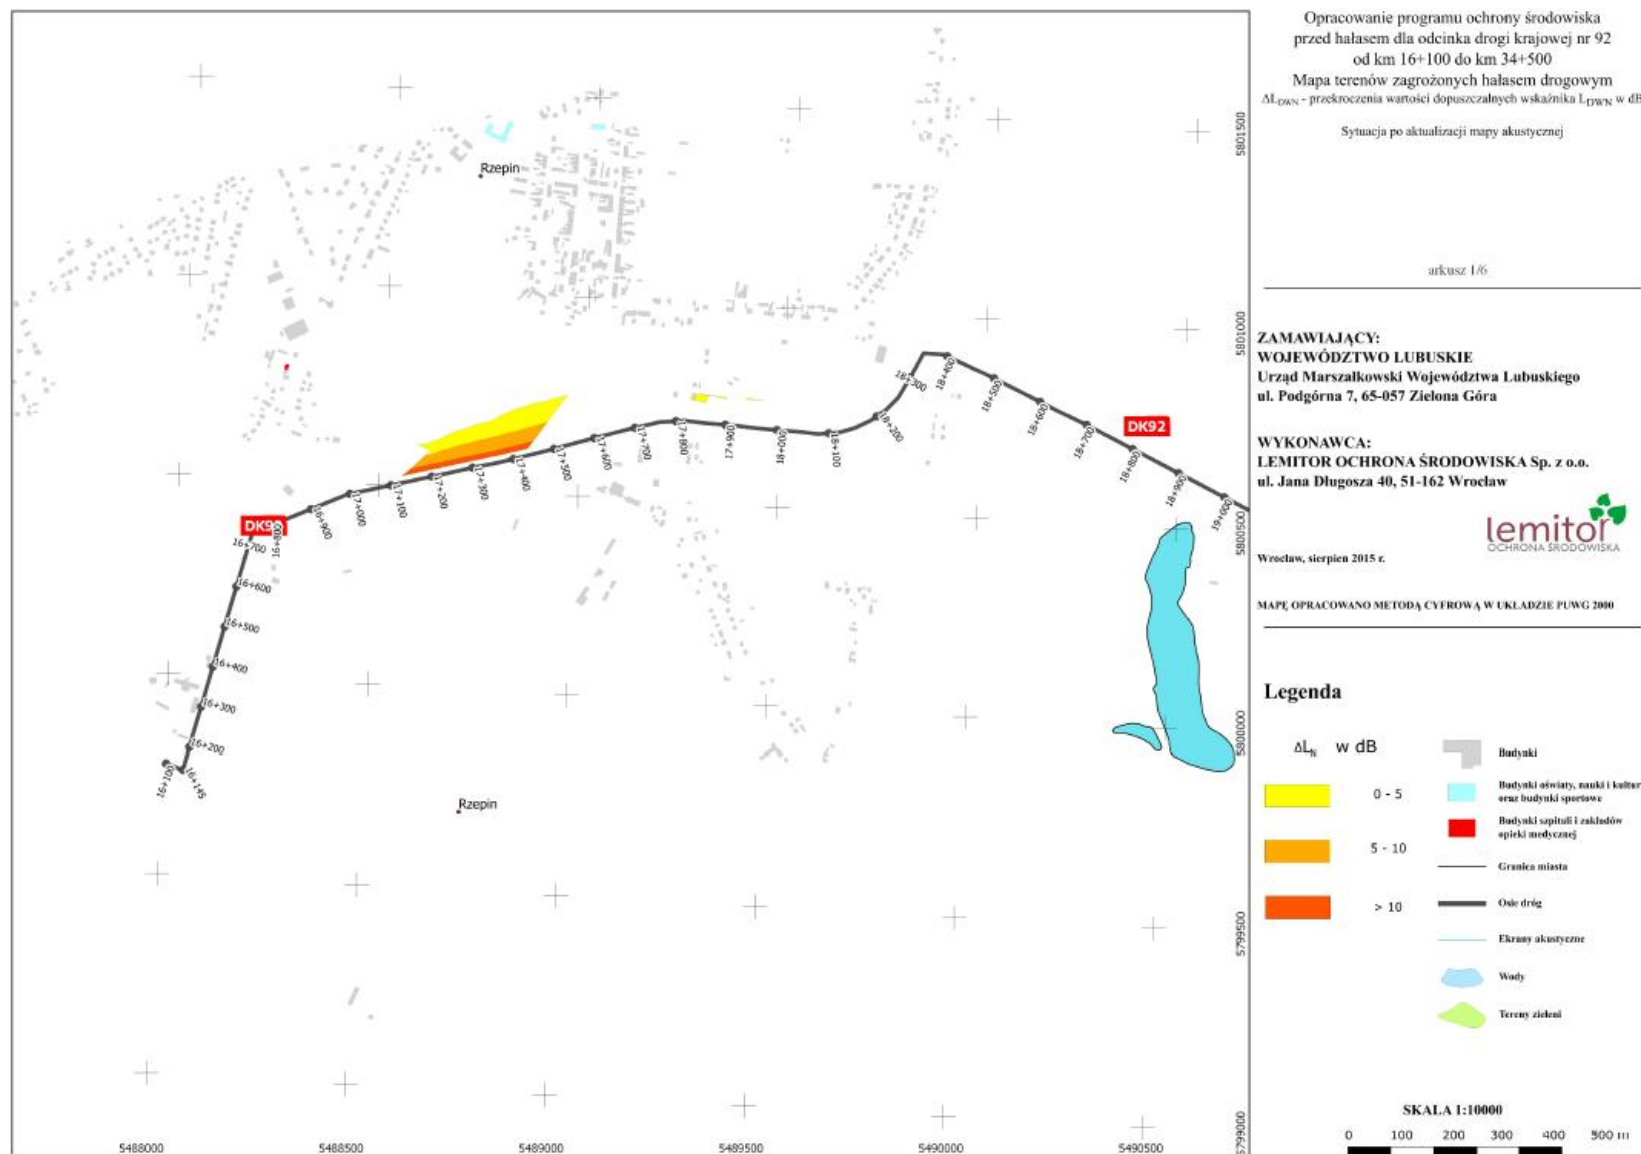 Opracowanie programu ochrony środowiska
przed hałasem dla odcinka drogi krajowej nr 92
od km 16+100 do km 34+500
Mapa terenów zagrożonych hałasem drogowym
ΔLDWN - przekroczenia wartości dopuszczalnych wskaźnika LDWN w dB
Sytuacja po aktualizacji mapy akustycznej
arkusz 1/6
ZAMAWIAJĄCY:
WOJEWÓDZTWO LUBUSKIE
Urząd Marszałkowski Województwa Lubuskiego
ul. Podgórna 7, 65-057 Zielona Góra
WYKONAWCA:
LEMITOR OCHRONA ŚRODOWISKA Sp. z o.o.
ul. Jana Długosza 40, 51-162 Wrocław
lemitor
OCHRONA ŚRODOWISKA
Wrocław, sierpien 2015 r.
MAPĘ OPRACOWANO METODĄ CYFROWĄ W UKŁADZIE PUWG 2000
Legenda
ΔLN w dB
0 - 5
5 - 10
> 10
Budynki
Budynki oświaty, nauki i kultur
oraz budynki sportowe
Budynki szpitali i zakładów
opieki medycznej
Granica miasta
Osie dróg
Ekrany akustyczne
Wody
Tereny zieleni
SKALA 1:10000
0 100 200 300 400 500 m
Rzepin
Rzepin
DK92
DK9
16+100
16+145
16+200
16+300
16+400
16+500
16+600
16+700
16+800
16+900
17+000
17+100
17+200
17+300
17+400
17+500
17+600
17+700
17+800
17+900
18+000
18+100
18+200
18+300
18+400
18+500
18+600
18+700
18+800
18+900
19+000
5801500
5801000
5800500
5800000
5799500
5799000
5488000
5488500
5489000
5489500
5490000
5490500